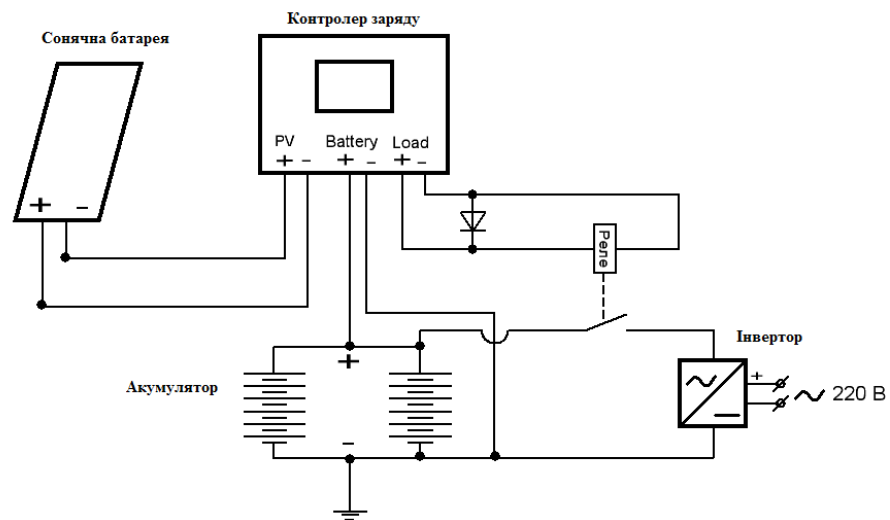 Контролер заряду
Сонячна батарея
PV Battery Load
+ − + − + −
+ −
Реле
+
Інвертор
Акумулятор
+
220 В
−